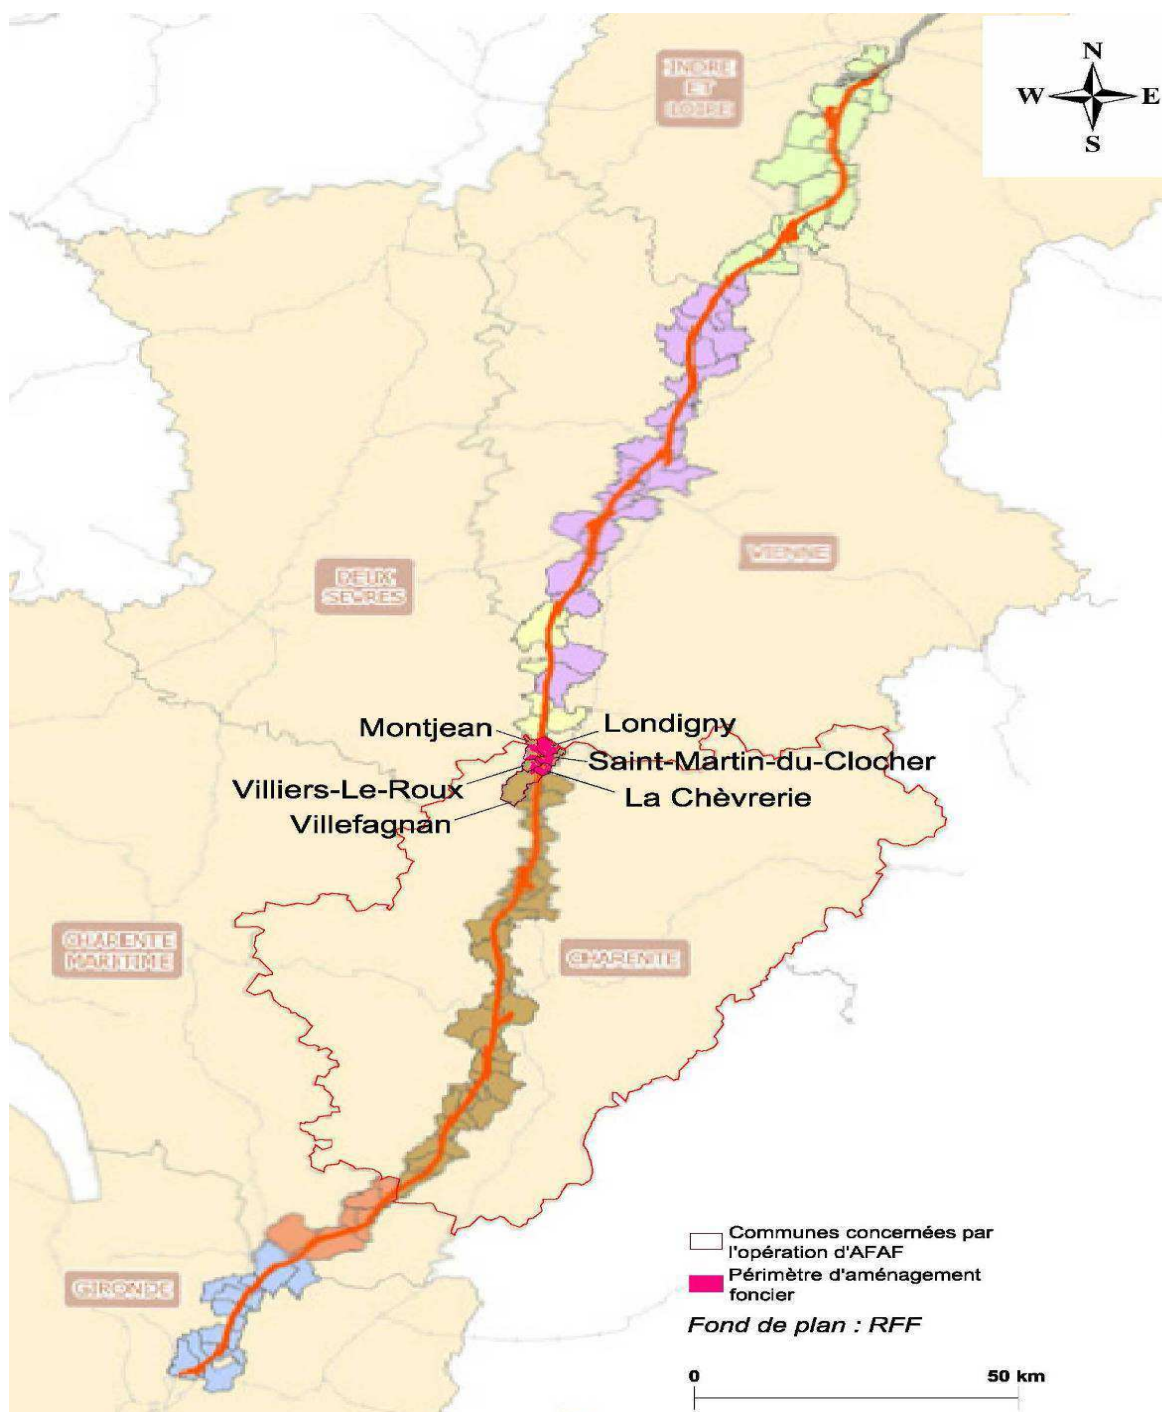 INDRE
ET
LOIRE
N
W E
S
VIENNE
DEUX
SEVRES
Montjean
Londigny
Saint-Martin-du-Clocher
Villiers-Le-Roux
La Chèvrerie
Villefagnan
CHARENTE
MARITIME
CHARENTE
Communes concernées par
l'opération d'AFAF
Périmètre d'aménagement
foncier
GIRONDE
Fond de plan : RFF
0 50 km